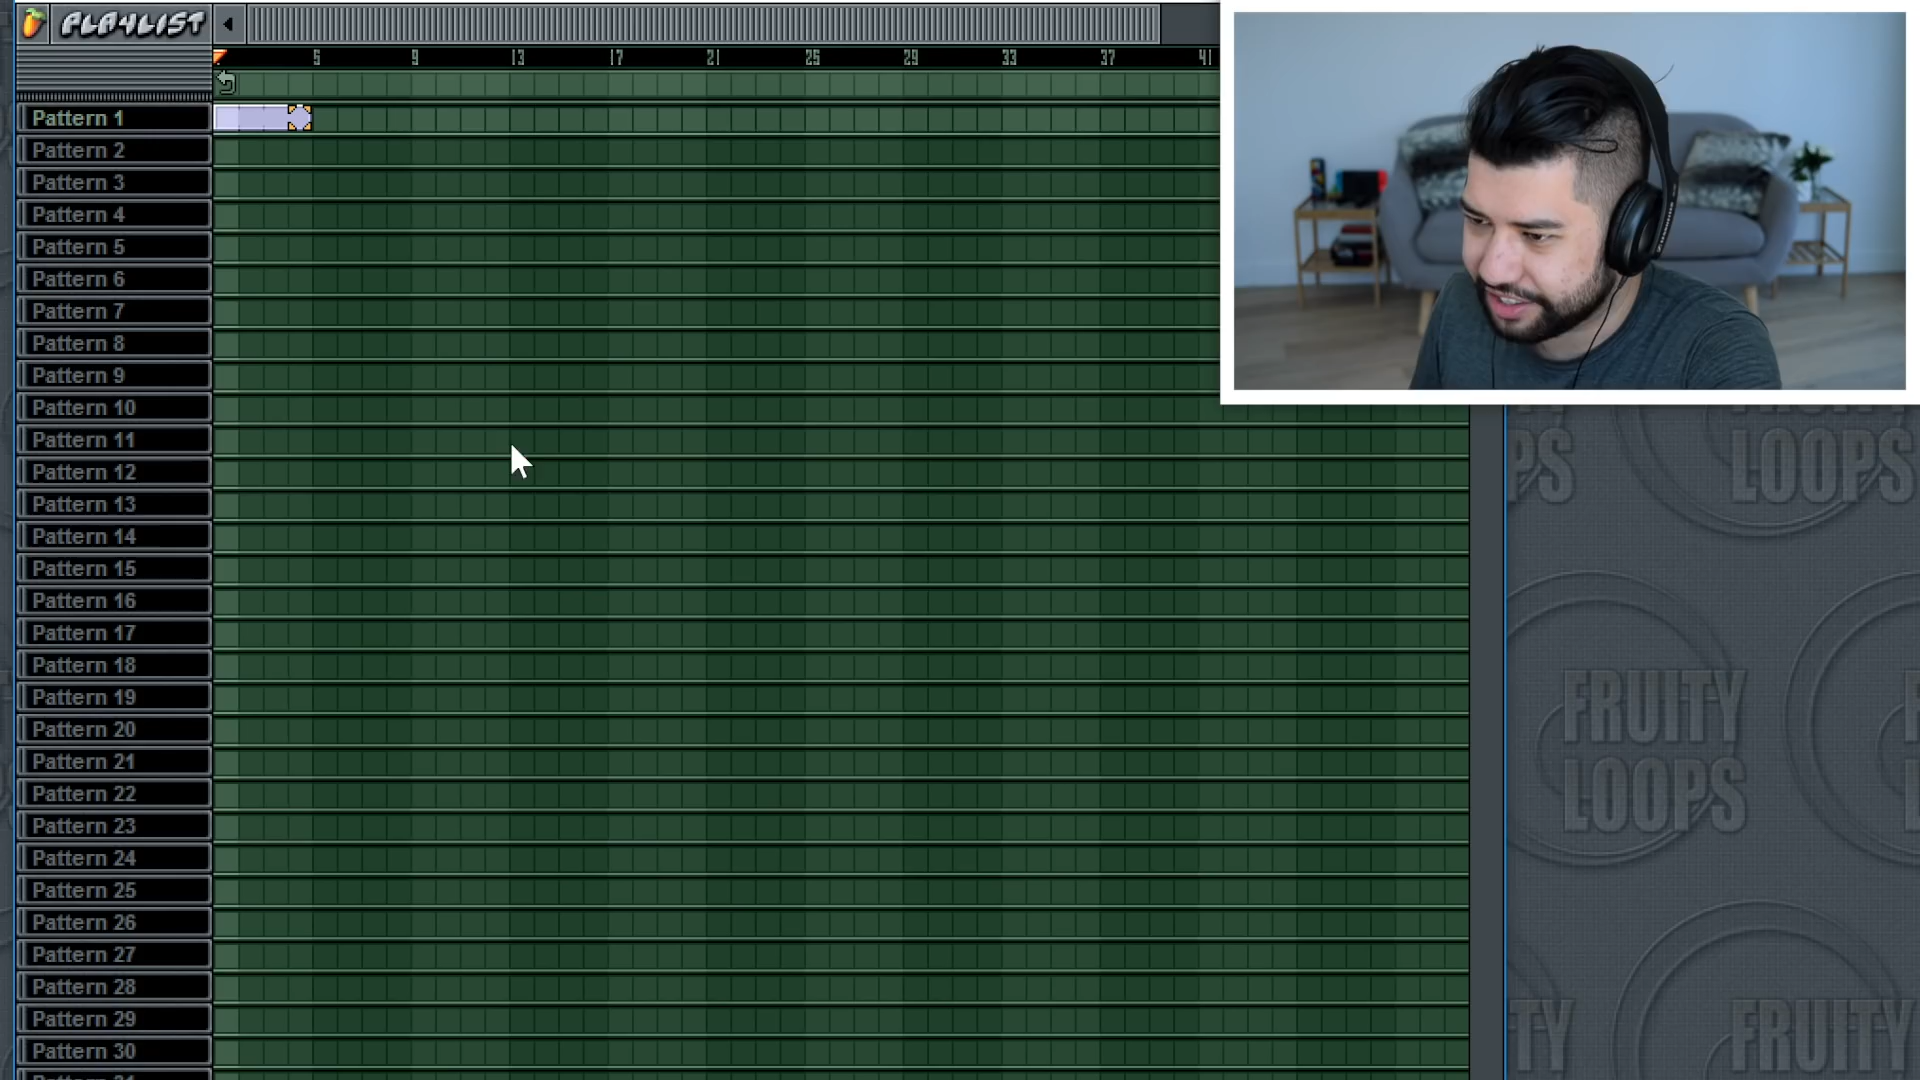 PLAYLIST
5 9 13 17 21 25 29 33 37 41
Pattern 1
Pattern 2
Pattern 3
Pattern 4
Pattern 5
Pattern 6
Pattern 7
Pattern 8
Pattern 9
Pattern 10
Pattern 11
Pattern 12
Pattern 13
Pattern 14
Pattern 15
Pattern 16
Pattern 17
Pattern 18
Pattern 19
Pattern 20
Pattern 21
Pattern 22
Pattern 23
Pattern 24
Pattern 25
Pattern 26
Pattern 27
Pattern 28
Pattern 29
Pattern 30
PS LOOPS
FRUITY
LOOPS
TY FRUITY